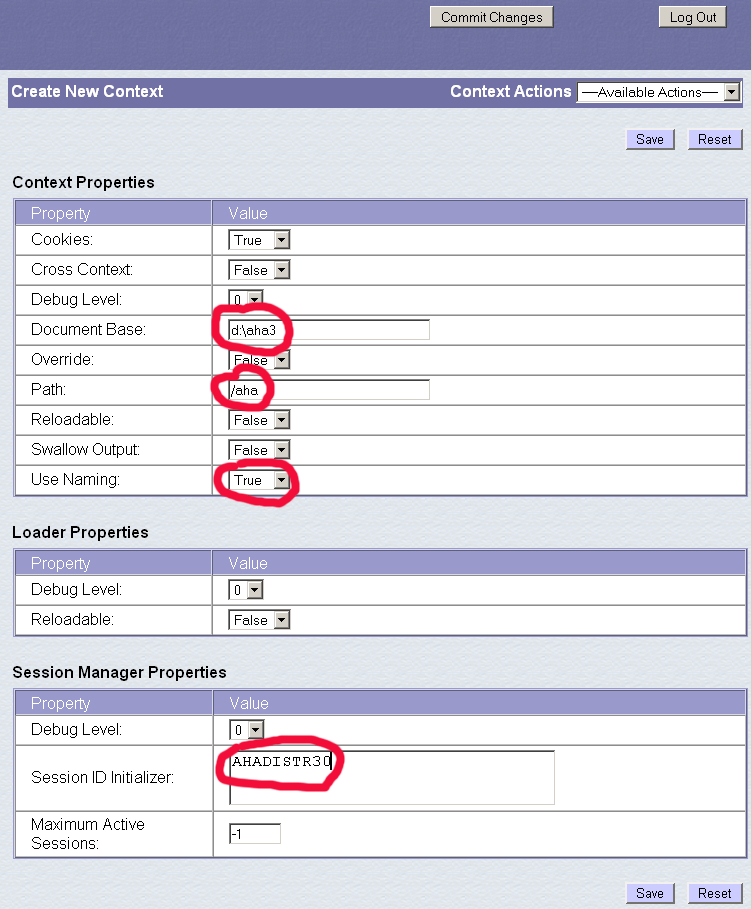 Commit Changes Log Out
Create New Context Context Actions —Available Actions—
Save Reset
Context Properties
Property Value
Cookies: True
Cross Context: False
Debug Level: 0
Document Base: d:\aha3
Override: False
Path: /aha
Reloadable: False
Swallow Output: False
Use Naming: True
Loader Properties
Property Value
Debug Level: 0
Reloadable: False
Session Manager Properties
Property Value
Debug Level: 0
Session ID Initializer: AHADISTR30
Maximum Active
Sessions: -1
Save Reset